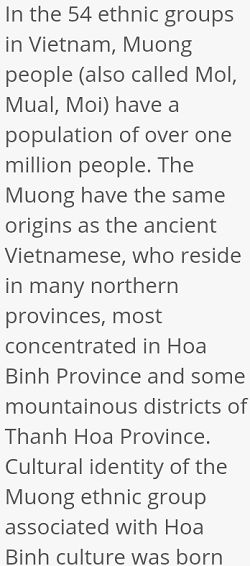 In the 54 ethnic groups
in Vietnam, Muong
people (also called Mol,
Mual, Moi) have a
population of over one
million people. The
Muong have the same
origins as the ancient
Vietnamese, who reside
in many northern
provinces, most
concentrated in Hoa
Binh Province and some
mountainous districts of
Thanh Hoa Province.
Cultural identity of the
Muong ethnic group
associated with Hoa
Binh culture was born